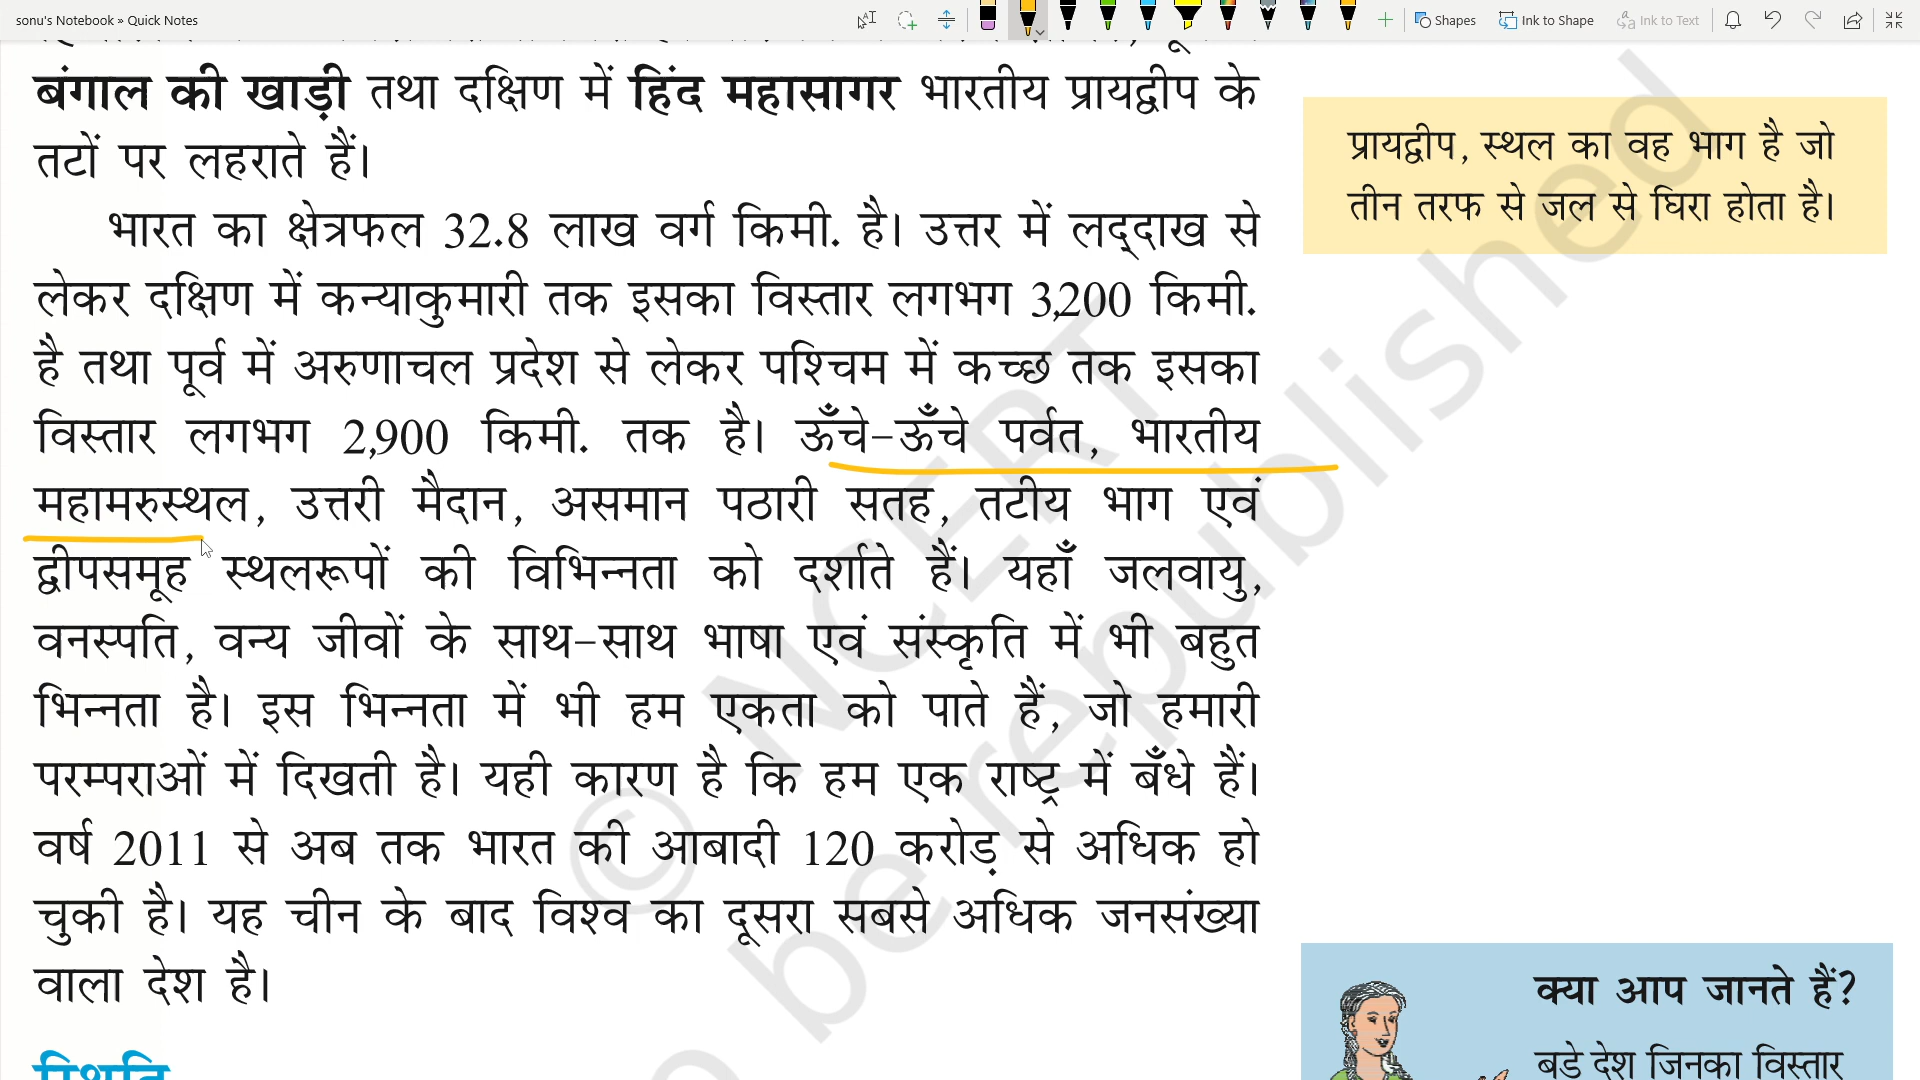 sonu's Notebook » Quick Notes
Shapes Ink to Shape Ink to Text
बंगाल की खाड़ी तथा दक्षिण में हिंद महासागर भारतीय प्रायद्वीप के
तटों पर लहराते हैं।
भारत का क्षेत्रफल 32.8 लाख वर्ग किमी. है। उत्तर में लद्दाख से
लेकर दक्षिण में कन्याकुमारी तक इसका विस्तार लगभग 3,200 किमी.
है तथा पूर्व में अरुणाचल प्रदेश से लेकर पश्चिम में कच्छ तक इसका
विस्तार लगभग 2,900 किमी. तक है। ऊँचे-ऊँचे पर्वत, भारतीय
महामरुस्थल, उत्तरी मैदान, असमान पठारी सतह, तटीय भाग एवं
द्वीपसमूह स्थलरूपों की विभिन्नता को दर्शाते हैं। यहाँ जलवायु,
वनस्पति, वन्य जीवों के साथ-साथ भाषा एवं संस्कृति में भी बहुत
भिन्नता है। इस भिन्नता में भी हम एकता को पाते हैं, जो हमारी
परम्पराओं में दिखती है। यही कारण है कि हम एक राष्ट्र में बँधे हैं।
वर्ष 2011 से अब तक भारत की आबादी 120 करोड़ से अधिक हो
चुकी है। यह चीन के बाद विश्व का दूसरा सबसे अधिक जनसंख्या
वाला देश है।
स्थिति
प्रायद्वीप, स्थल का वह भाग है जो
तीन तरफ से जल से घिरा होता है।
क्या आप जानते हैं?
बड़े देश जिनका विस्तार
© NCERT
be republished